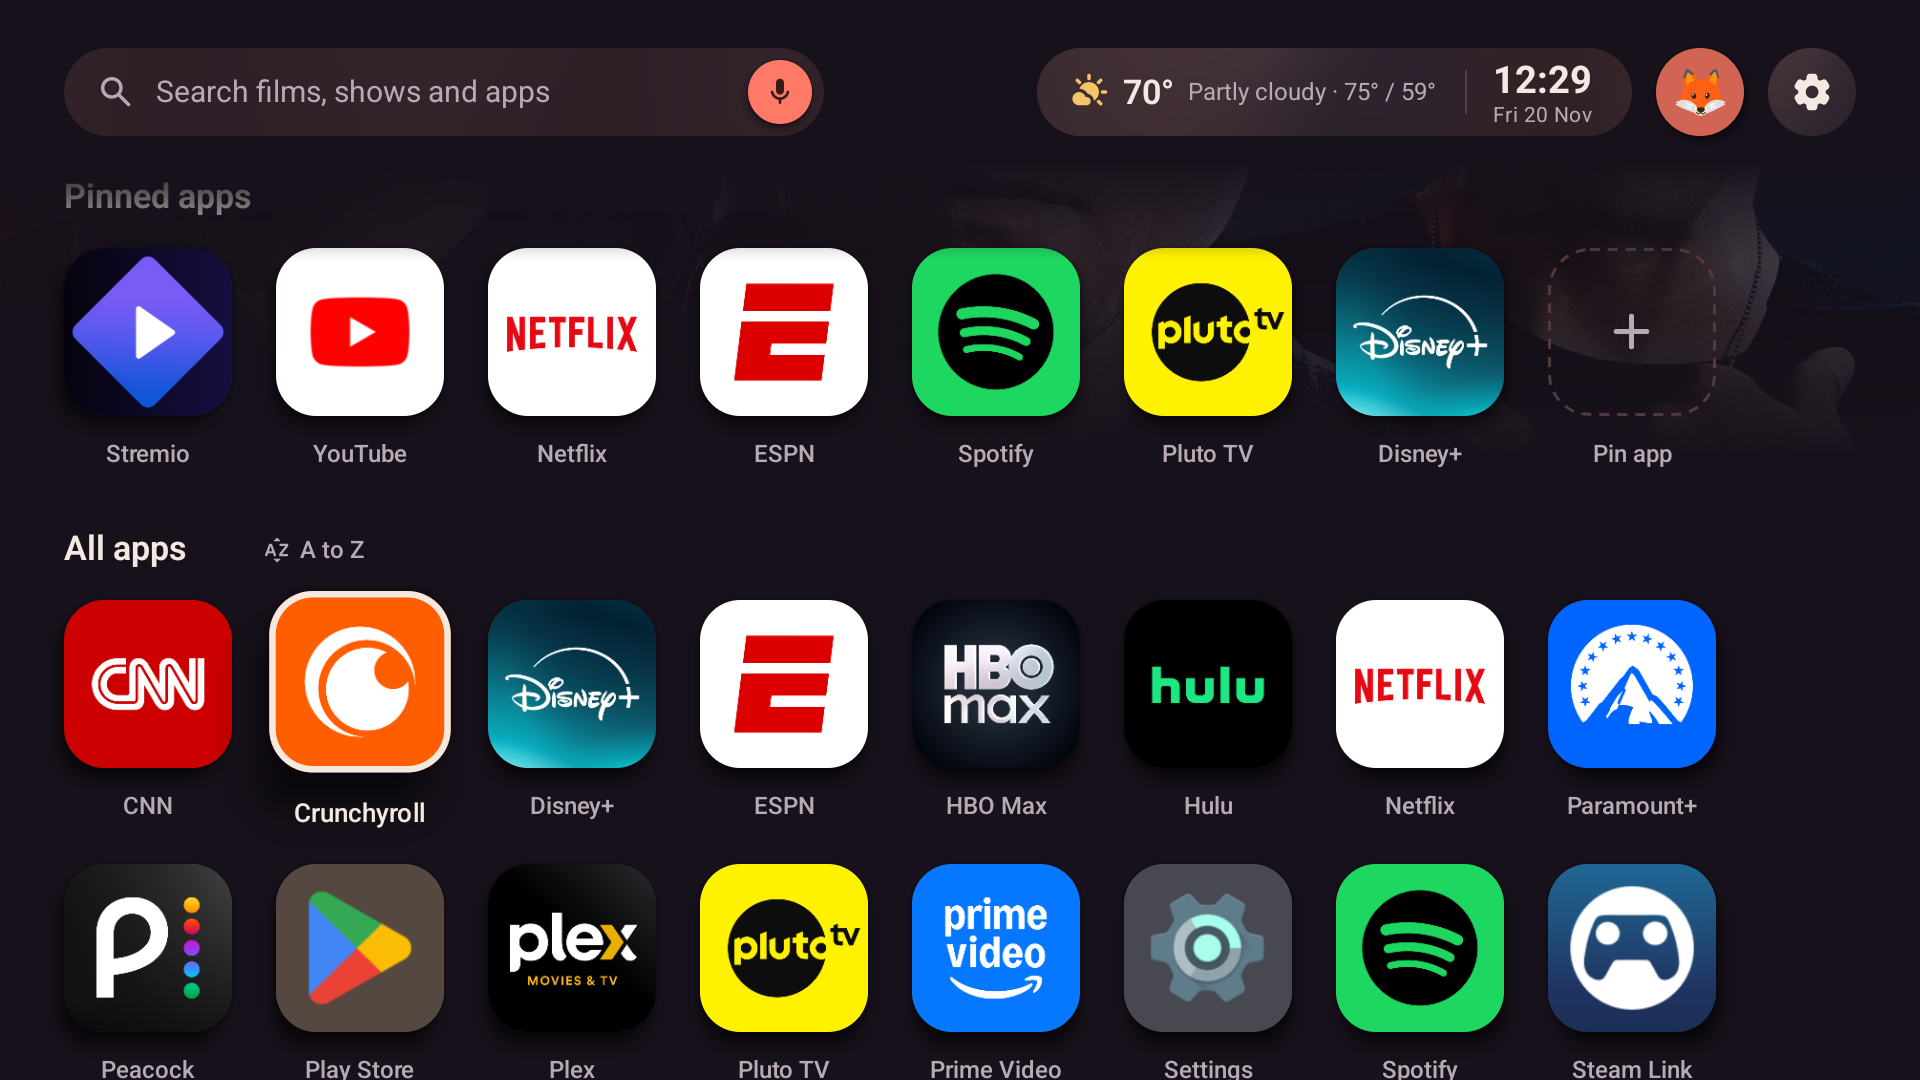 Search films, shows and apps
70° Partly cloudy · 75° / 59°
12:29
Fri 20 Nov
Pinned apps
NETFLIX
pluto tv
Disney+
Stremio
YouTube
Netflix
ESPN
Spotify
Pluto TV
Disney+
Pin app
All apps
AZ A to Z
CNN
Disney+
HBO
max
hulu
NETFLIX
CNN
Crunchyroll
Disney+
ESPN
HBO Max
Hulu
Netflix
Paramount+
plex
MOVIES & TV
pluto tv
prime
video
Peacock
Play Store
Plex
Pluto TV
Prime Video
Settings
Spotify
Steam Link